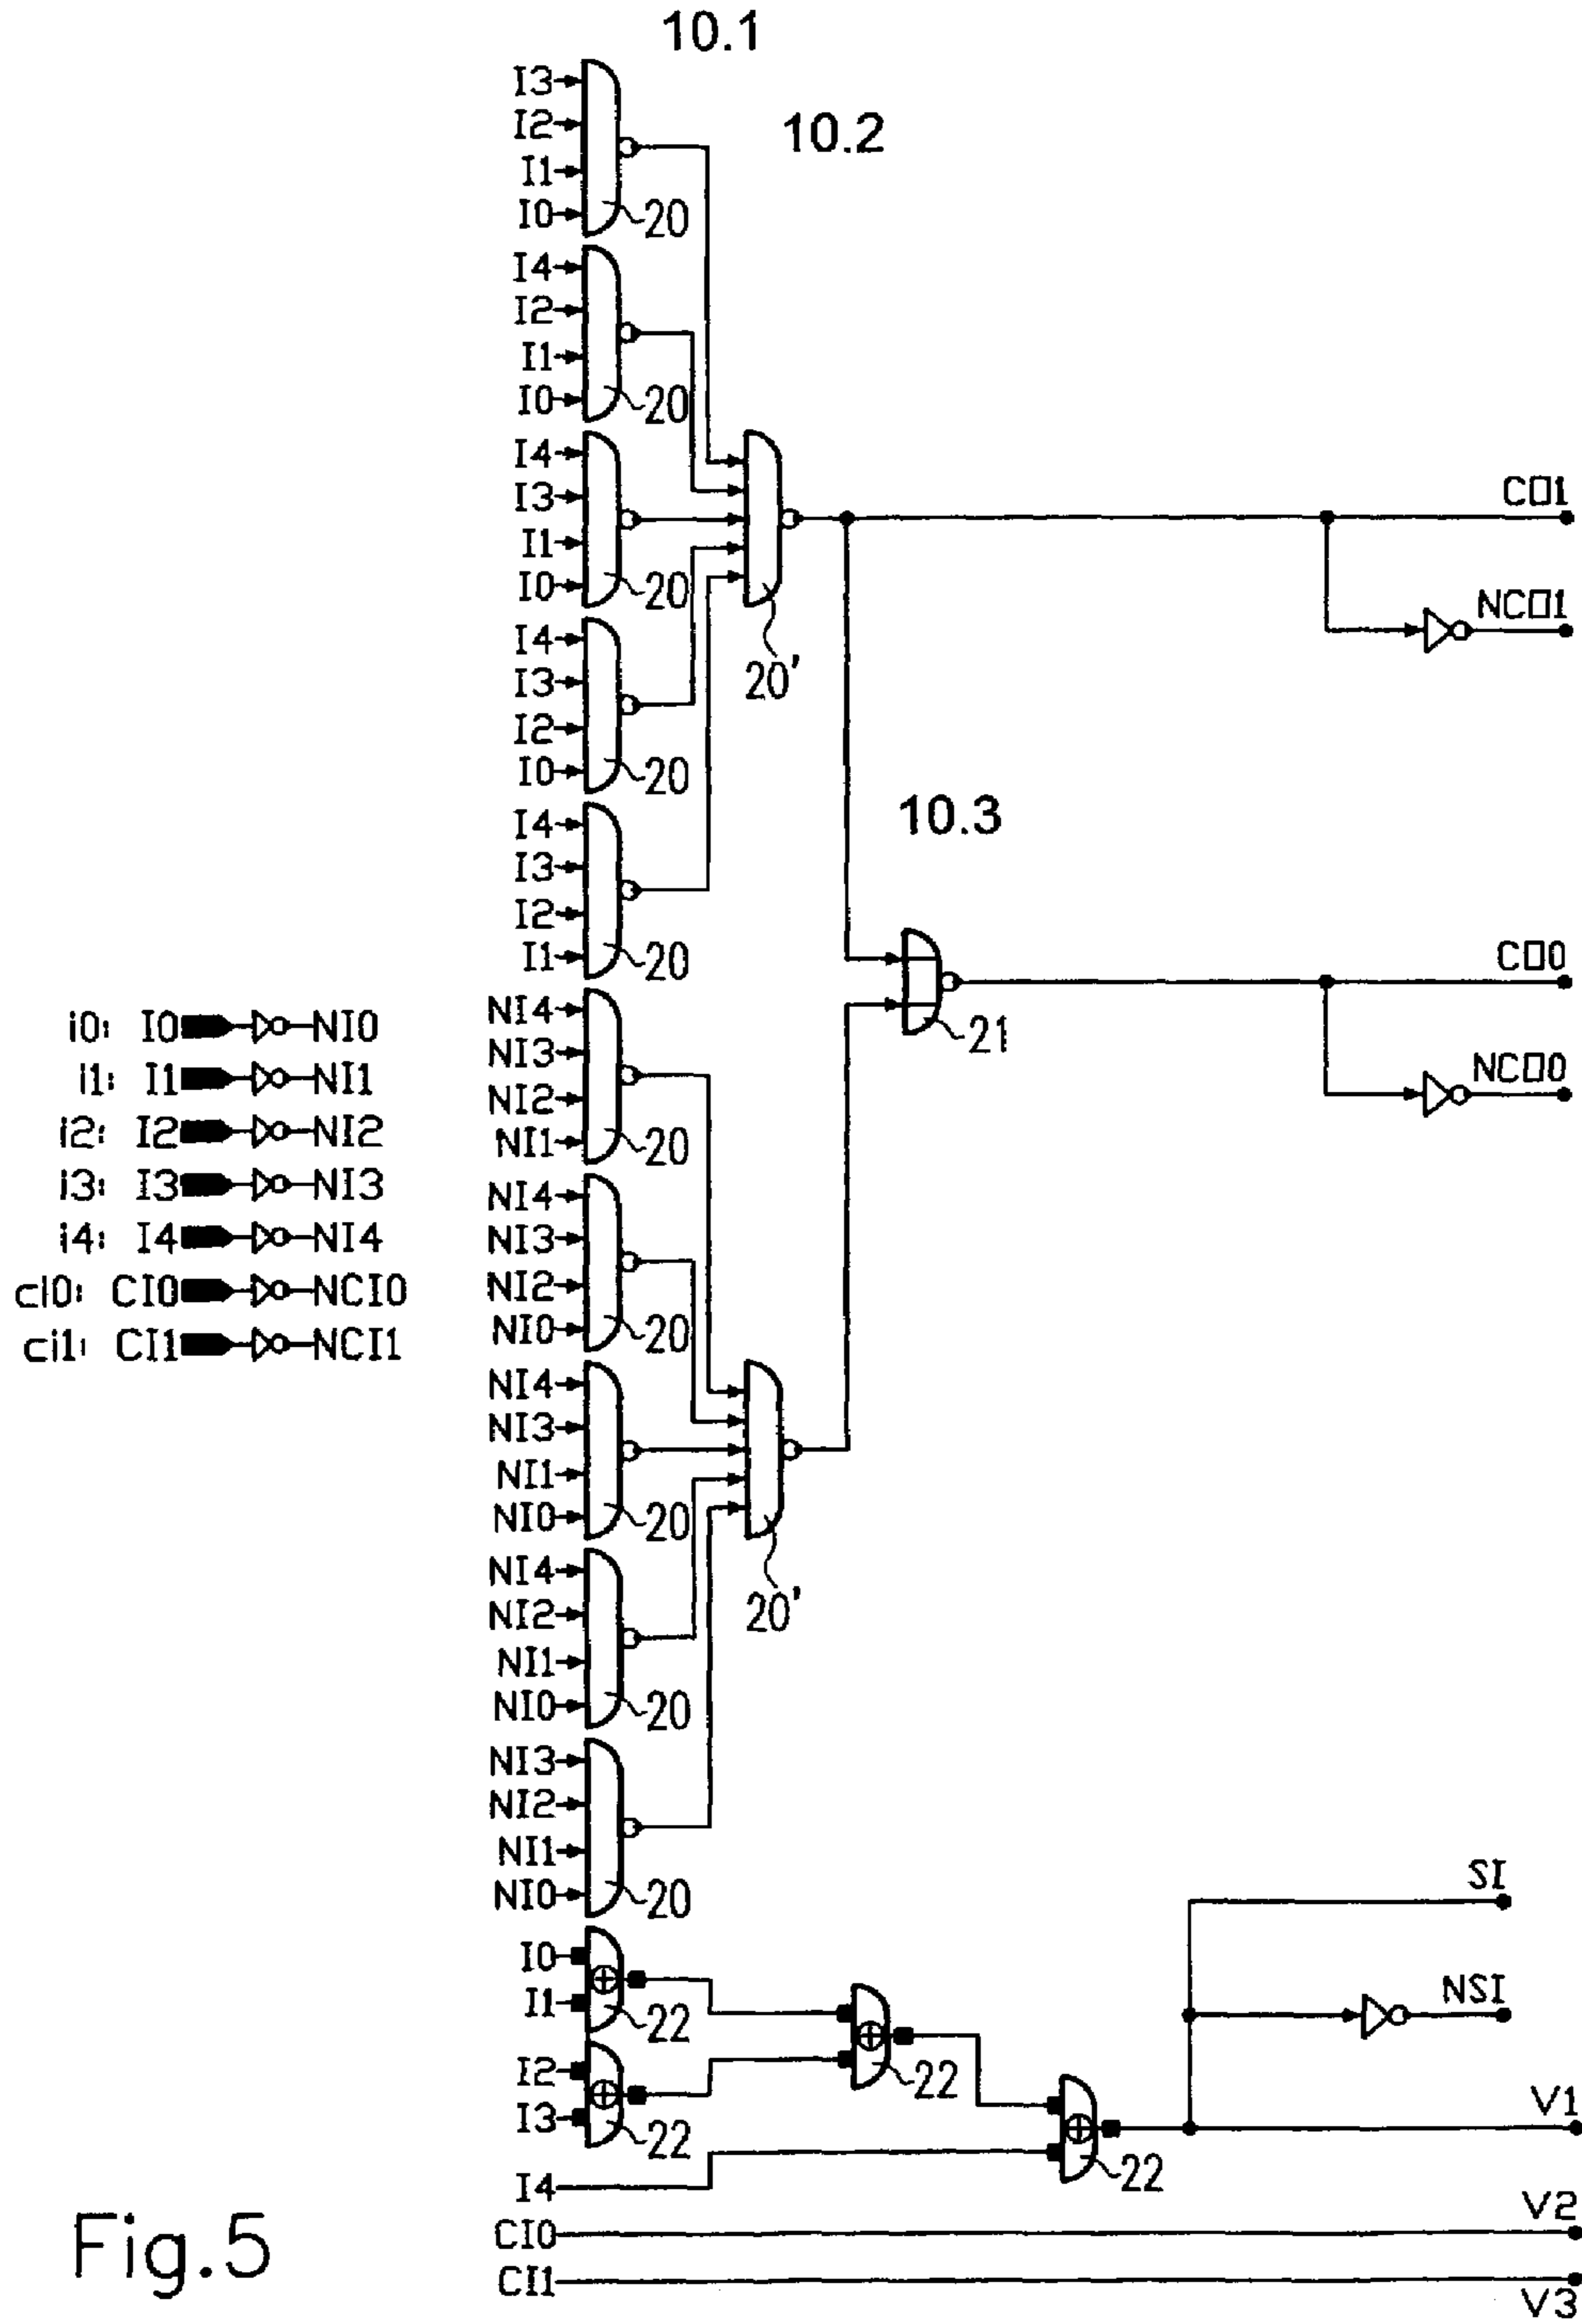 10.1
10.2
I3
I2
I1
I0
20
I4
I2
I1
I0
20
I4
I3
I1
I0
20
I4
I3
I2
I0
20
I4
I3
I2
I1
20
20'
CO1
NCO1
10.3
21
CO0
NCO0
i0: I0 NI0
i1: I1 NI1
i2: I2 NI2
i3: I3 NI3
i4: I4 NI4
ci0: CI0 NCI0
ci1: CI1 NCI1
NI4
NI3
NI2
NI1
20
NI4
NI3
NI2
NI0
20
NI4
NI3
NI1
NI0
20
NI4
NI2
NI1
NI0
20
NI3
NI2
NI1
NI0
20
20'
I0
I1
22
I2
I3
22
22
I4
22
SI
NSI
V1
CI0
V2
CI1
V3
Fig.5